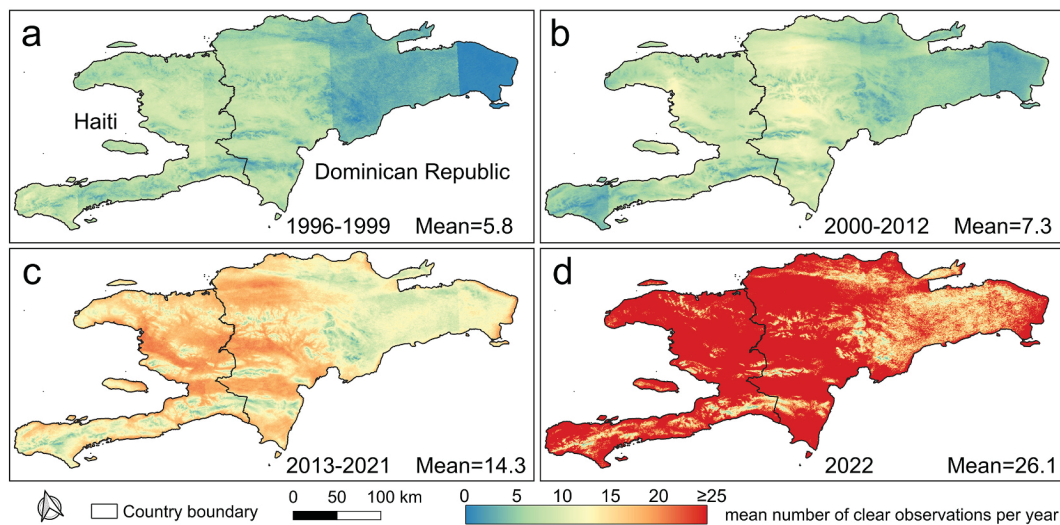 a
Haiti
Dominican Republic
1996-1999 Mean=5.8
b
2000-2012 Mean=7.3
c
2013-2021 Mean=14.3
d
2022 Mean=26.1
Country boundary
0 50 100 km
0 5 10 15 20 ≥25
mean number of clear observations per year